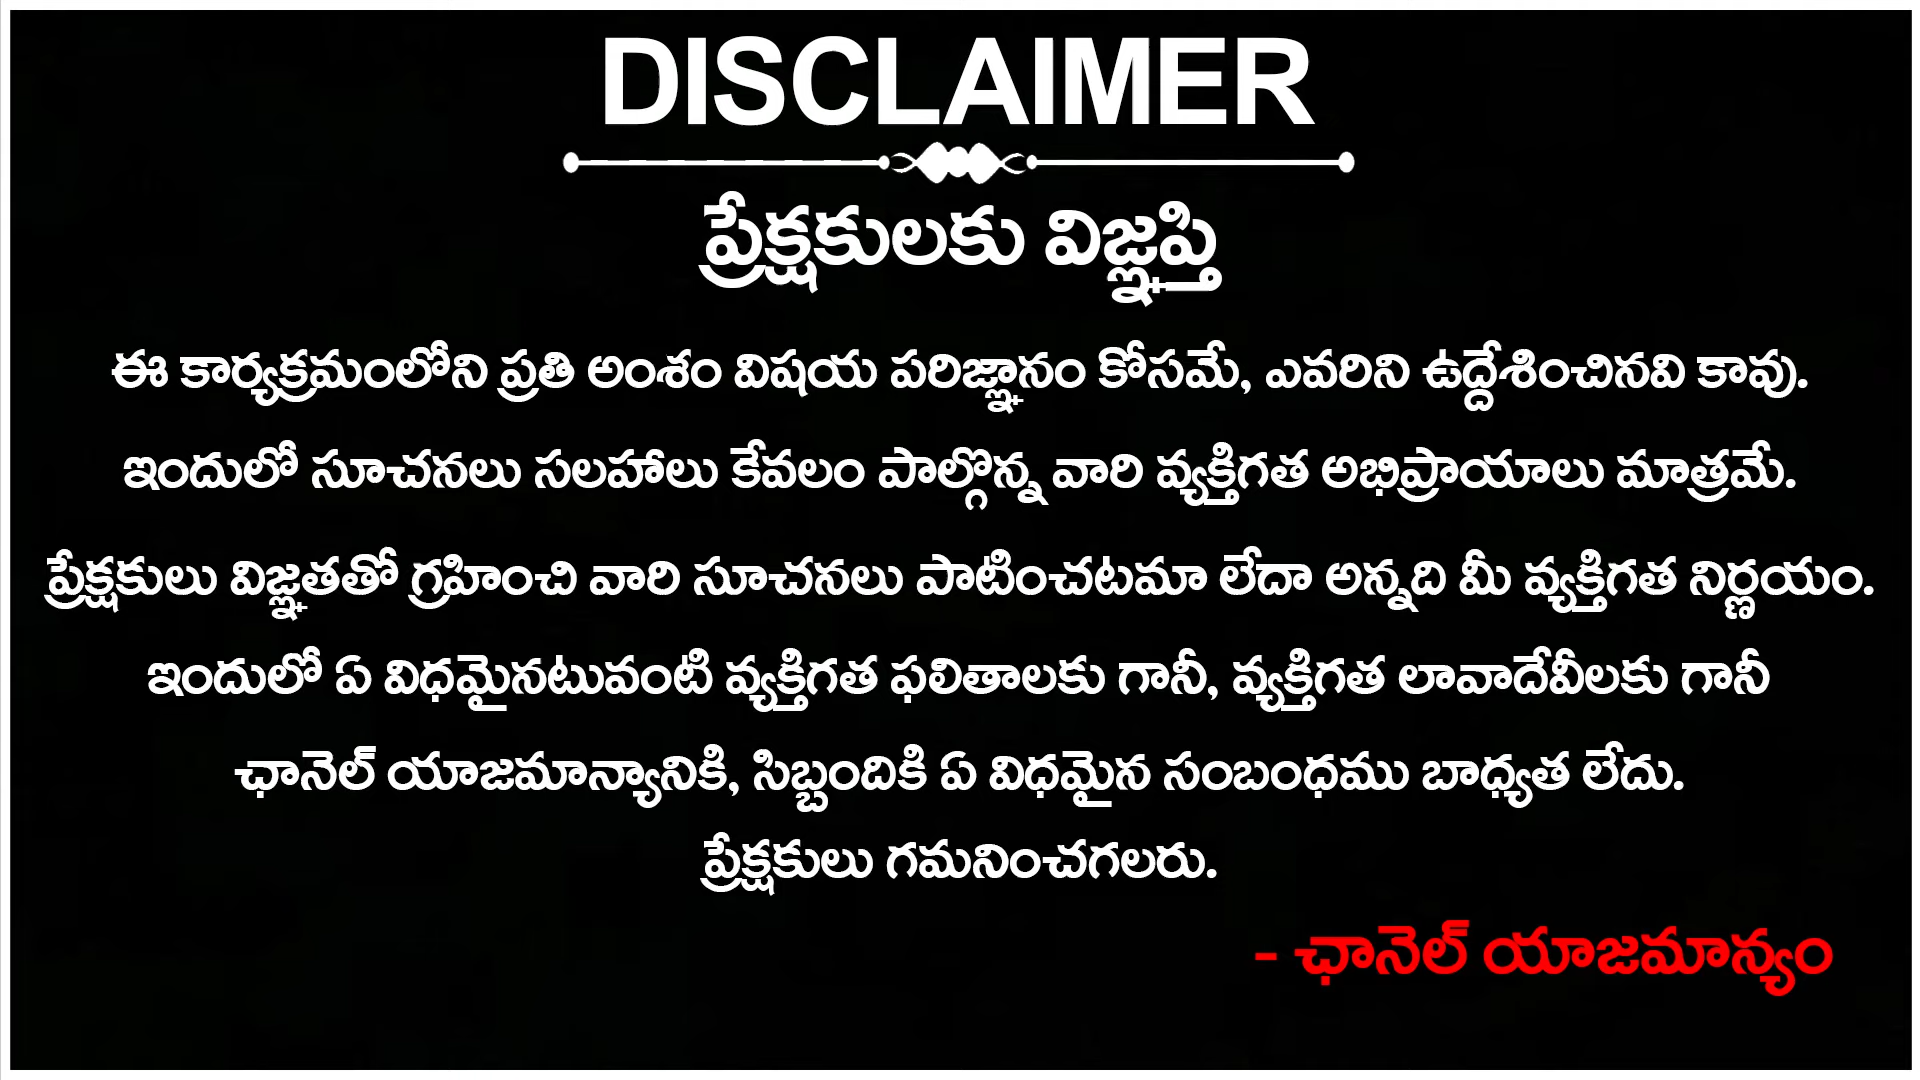 DISCLAIMER
ప్రేక్షకులకు విజ్ఞప్తి
ఈ కార్యక్రమంలోని ప్రతి అంశం విషయ పరిజ్ఞానం కోసమే, ఎవరిని ఉద్దేశించినవి కావు.
ఇందులో సూచనలు సలహాలు కేవలం పాల్గొన్న వారి వ్యక్తిగత అభిప్రాయాలు మాత్రమే.
ప్రేక్షకులు విజ్ఞతతో గ్రహించి వారి సూచనలు పాటించటమా లేదా అన్నది మీ వ్యక్తిగత నిర్ణయం.
ఇందులో ఏ విధమైనటువంటి వ్యక్తిగత ఫలితాలకు గానీ, వ్యక్తిగత లావాదేవీలకు గానీ
ఛానెల్ యాజమాన్యానికి, సిబ్బందికి ఏ విధమైన సంబంధము బాధ్యత లేదు.
ప్రేక్షకులు గమనించగలరు.
- ఛానెల్ యాజమాన్యం